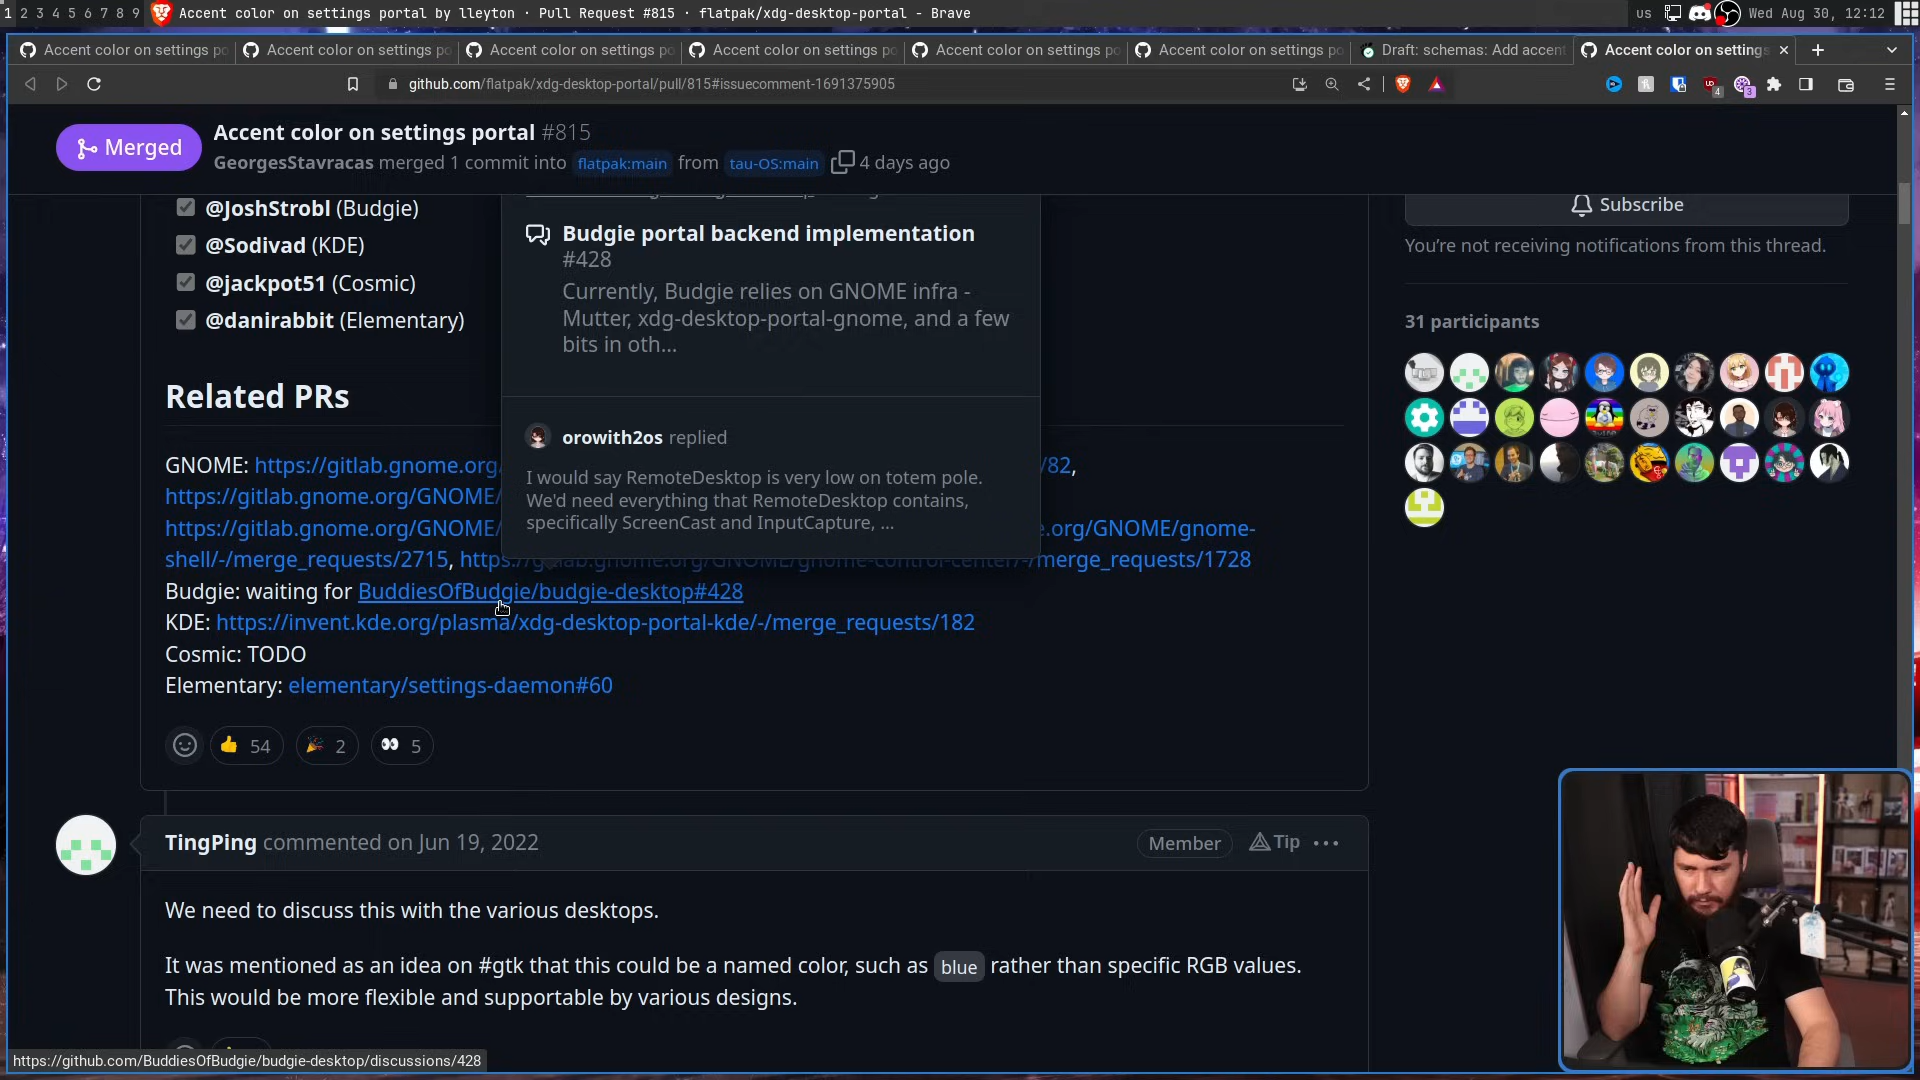 1 2 3 4 5 6 7 8 9 Accent color on settings portal by lleyton · Pull Request #815 · flatpak/xdg-desktop-portal - Brave us Wed Aug 30, 12:12
Accent color on settings po Accent color on settings po Accent color on settings po Accent color on settings po Accent color on settings po Accent color on settings po Draft: schemas: Add accent Accent color on settings
github.com/flatpak/xdg-desktop-portal/pull/815#issuecomment-1691375905
4
3
Merged
Accent color on settings portal #815
GeorgesStavracas merged 1 commit into flatpak:main from tau-OS:main 4 days ago
@JoshStrobl (Budgie)
@Sodivad (KDE)
@jackpot51 (Cosmic)
@danirabbit (Elementary)
Budgie portal backend implementation
#428
Currently, Budgie relies on GNOME infra -
Mutter, xdg-desktop-portal-gnome, and a few
bits in oth...
orowith2os replied
I would say RemoteDesktop is very low on totem pole.
We'd need everything that RemoteDesktop contains,
specifically ScreenCast and InputCapture, ...
Related PRs
GNOME: https://gitlab.gnome.org/ /82,
https://gitlab.gnome.org/GNOME/
https://gitlab.gnome.org/GNOME/ e.org/GNOME/gnome-
shell/-/merge_requests/2715, https://gitlab.gnome.org/GNOME/gnome-control-center/-/merge_requests/1728
Budgie: waiting for BuddiesOfBudgie/budgie-desktop#428
KDE: https://invent.kde.org/plasma/xdg-desktop-portal-kde/-/merge_requests/182
Cosmic: TODO
Elementary: elementary/settings-daemon#60
👍 54 🎉 2 👀 5
Subscribe
You're not receiving notifications from this thread.
31 participants
TingPing commented on Jun 19, 2022 Member Tip ...
We need to discuss this with the various desktops.
It was mentioned as an idea on #gtk that this could be a named color, such as blue rather than specific RGB values.
This would be more flexible and supportable by various designs.
https://github.com/BuddiesOfBudgie/budgie-desktop/discussions/428